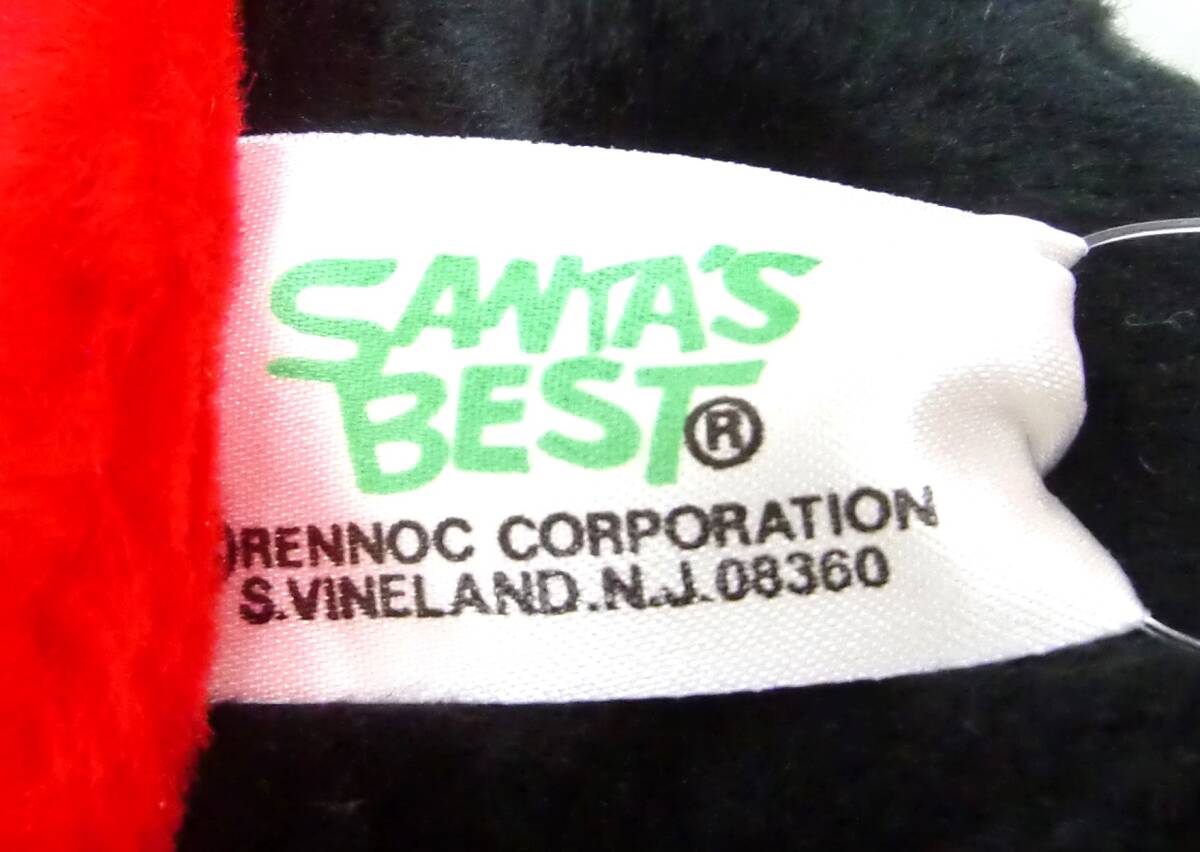 SANTA'S
BEST®
)RENNOC CORPORATION
S.VINELAND.N.J.08360